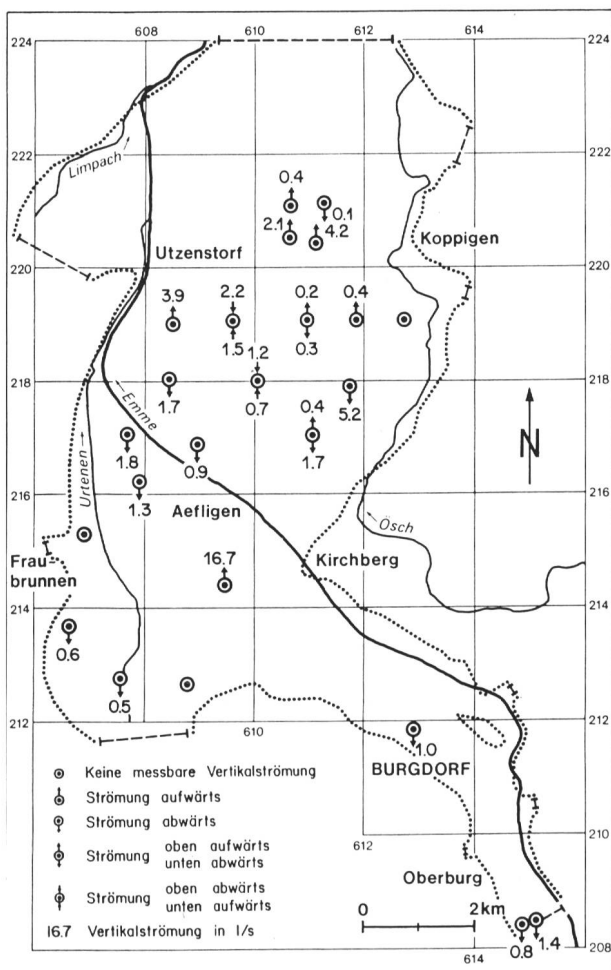 608
610
612
614
224
224
222
222
220
220
218
218
216
216
214
214
212
212
210
210
208
208
610
612
614
Limpach
0.4
0.1
2.1
4.2
Koppigen
Utzenstorf
3.9
2.2
0.2
0.4
1.5
1.2
0.3
Emme
1.7
0.7
5.2
0.4
Urtenen
1.8
0.9
1.7
1.3
N
Aefligen
Ösch
Frau-
brunnen
16.7
Kirchberg
0.6
0.5
1.0
BURGDORF
Keine messbare Vertikalströmung
Strömung aufwärts
Strömung abwärts
Strömung oben aufwärts
unten abwärts
Strömung oben abwärts
unten aufwärts
16.7 Vertikalströmung in l/s
Oberburg
0 2 km
0.8
1.4